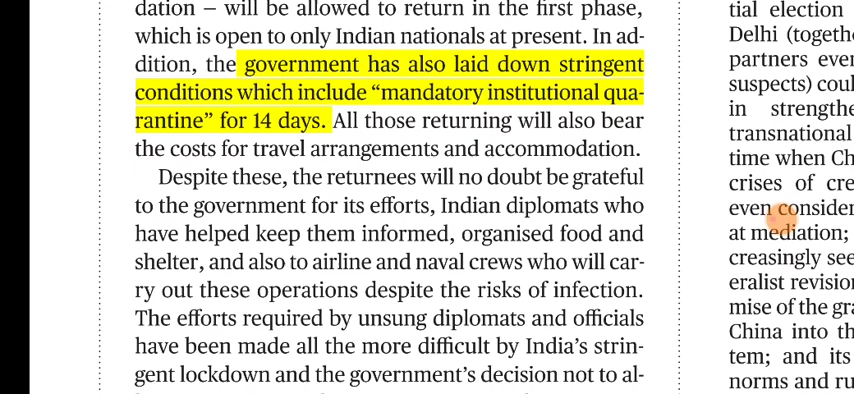 dation — will be allowed to return in the first phase,
which is open to only Indian nationals at present. In ad-
dition, the government has also laid down stringent
conditions which include “mandatory institutional qua-
rantine” for 14 days. All those returning will also bear
the costs for travel arrangements and accommodation.
Despite these, the returnees will no doubt be grateful
to the government for its efforts, Indian diplomats who
have helped keep them informed, organised food and
shelter, and also to airline and naval crews who will car-
ry out these operations despite the risks of infection.
The efforts required by unsung diplomats and officials
have been made all the more difficult by India’s strin-
gent lockdown and the government’s decision not to al-
tial election
Delhi (togeth
partners ever
suspects) coul
in strengthe
transnational
time when Ch
crises of cre
even consider
at mediation;
creasingly see
eralist revision
mise of the gra
China into th
tem; and its
norms and ru